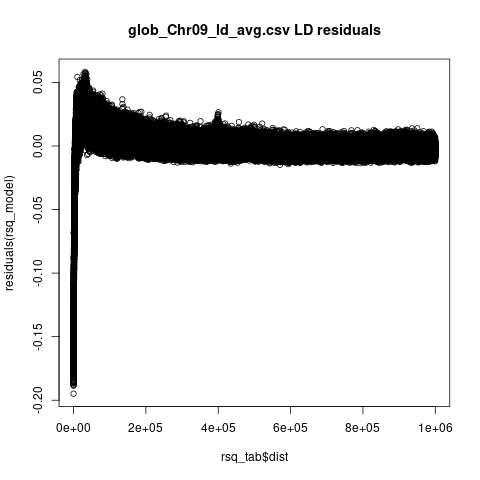 glob_Chr09_ld_avg.csv LD residuals
residuals(rsq_model)
0.05
0.00
-0.05
-0.10
-0.15
-0.20
0e+00 2e+05 4e+05 6e+05 8e+05 1e+06
rsq_tab$dist